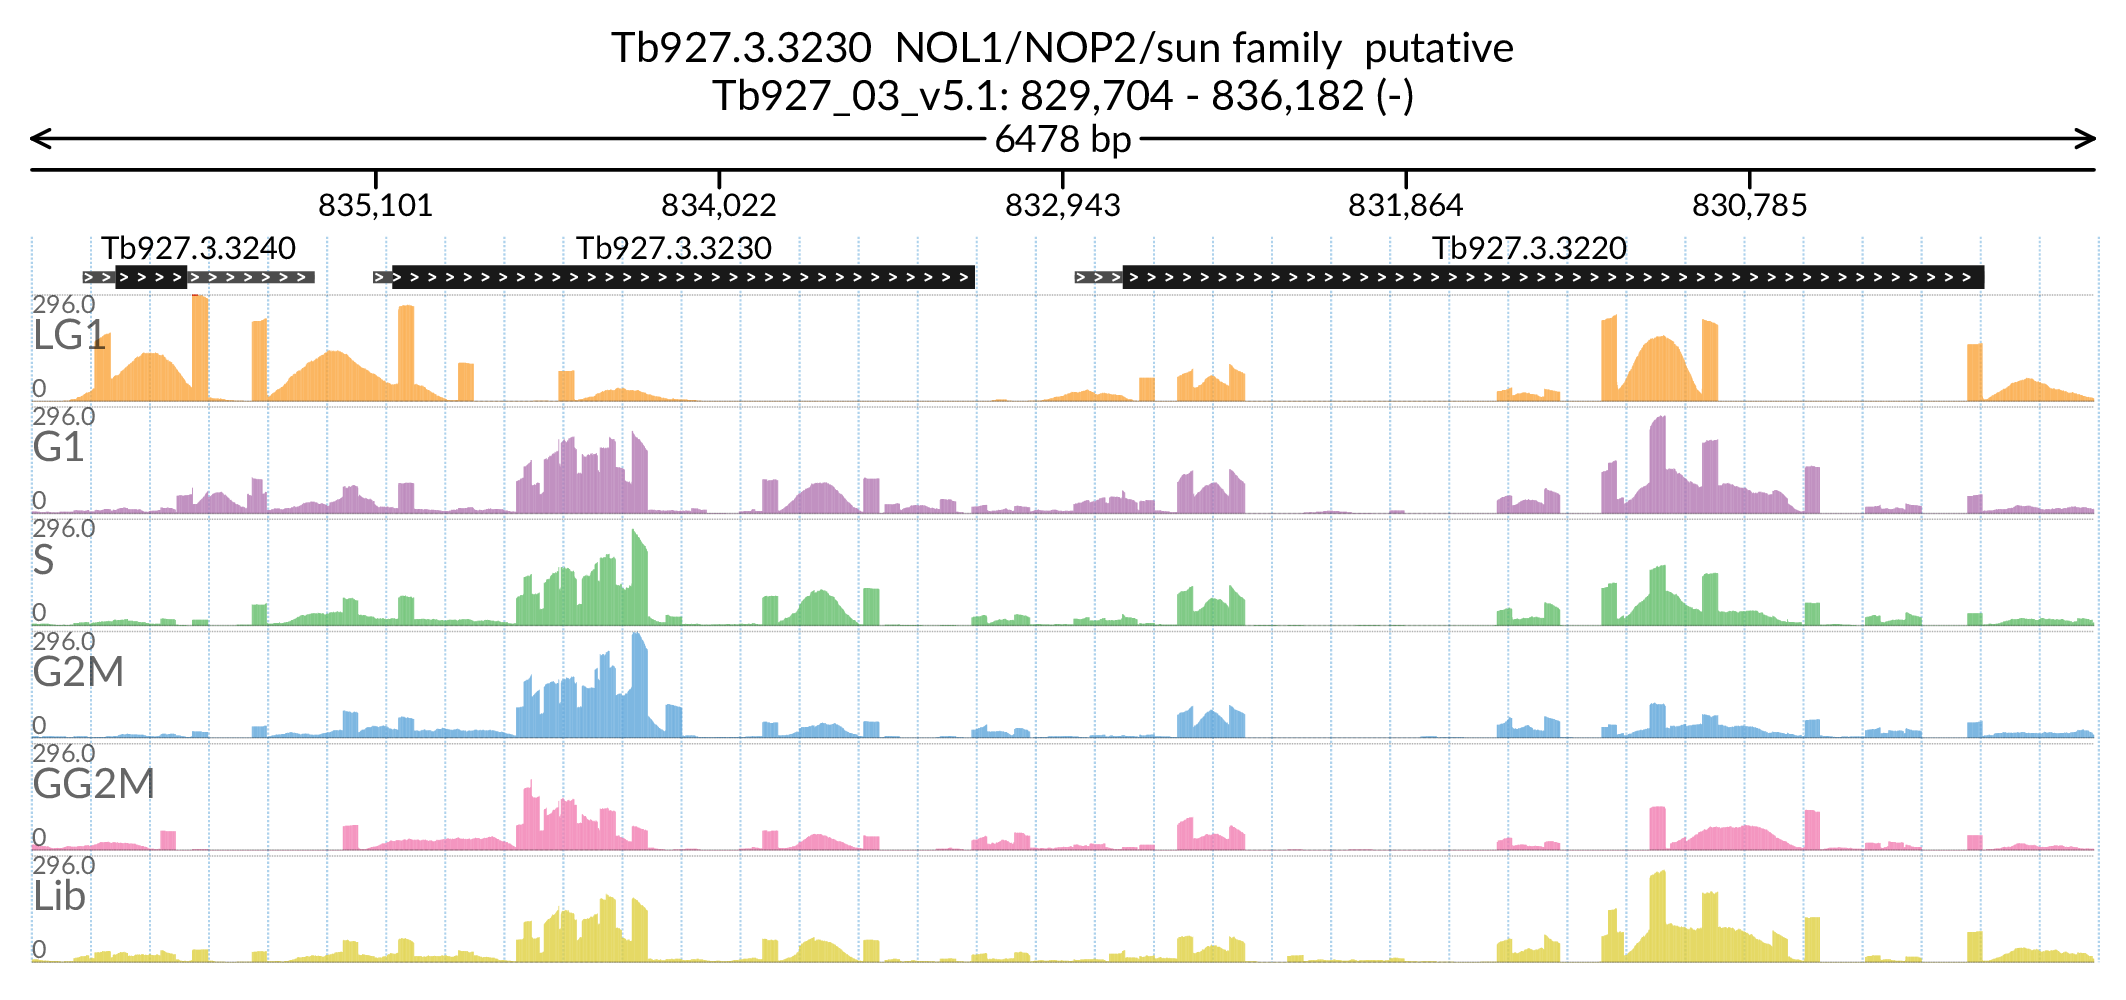 Tb927.3.3230 NOL1/NOP2/sun family putative
Tb927_03_v5.1: 829,704 - 836,182 (-)
6478 bp
835,101 834,022 832,943 831,864 830,785
Tb927.3.3240 Tb927.3.3230 Tb927.3.3220
296.0
LG1
0
296.0
G1
0
296.0
S
0
296.0
G2M
0
296.0
GG2M
0
296.0
Lib
0